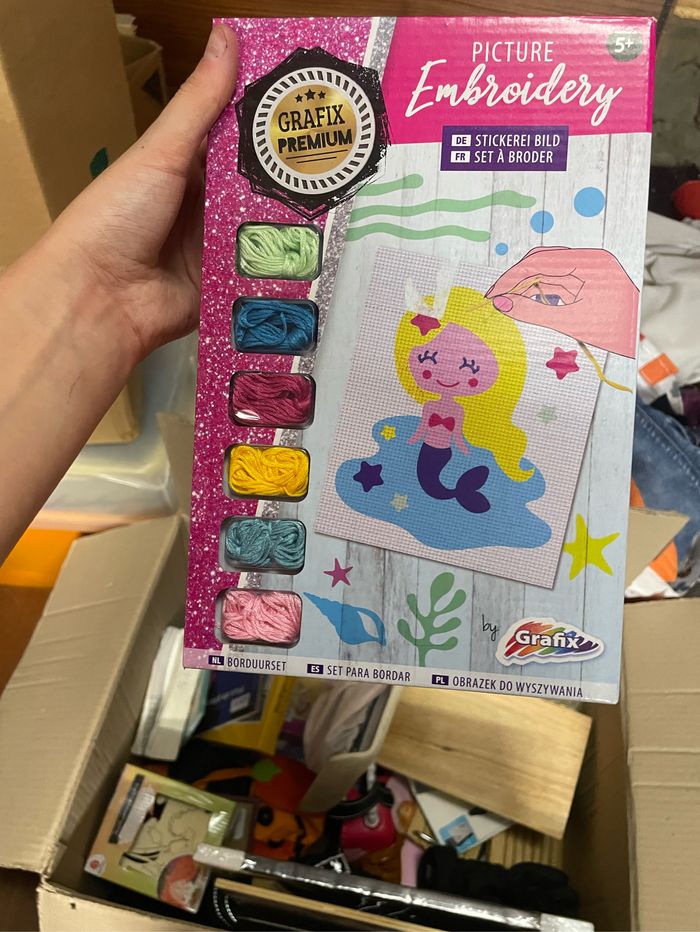 PICTURE
Embroidery
5+
DE STICKEREI BILD
FR SET À BRODER
GRAFIX
PREMIUM
by Grafix
NL BORDUURSET ES SET PARA BORDAR PL OBRAZEK DO WYSZYWANIA